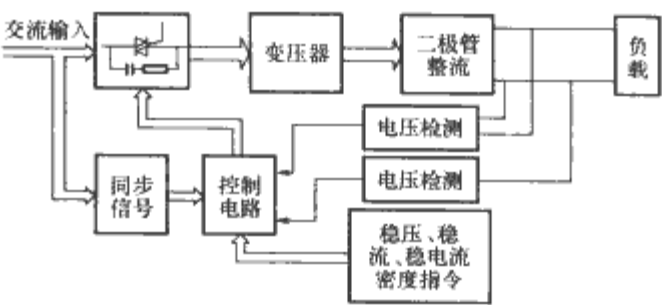 交流输入
变压器
二极管
整流
负
载
电压检测
电压检测
同步
信号
控制
电路
稳压、稳
流、稳电流
密度指令